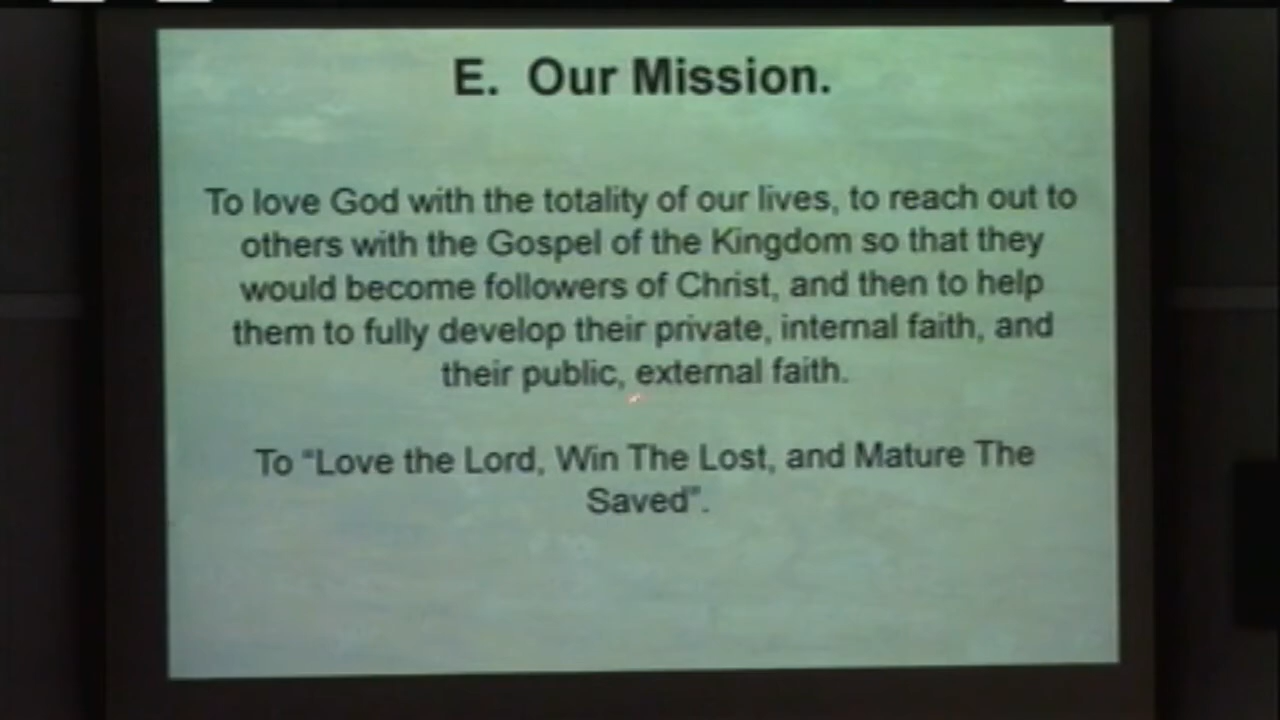 E. Our Mission.
To love God with the totality of our lives, to reach out to
others with the Gospel of the Kingdom so that they
would become followers of Christ, and then to help
them to fully develop their private, internal faith, and
their public, external faith.
To “Love the Lord, Win The Lost, and Mature The
Saved”.